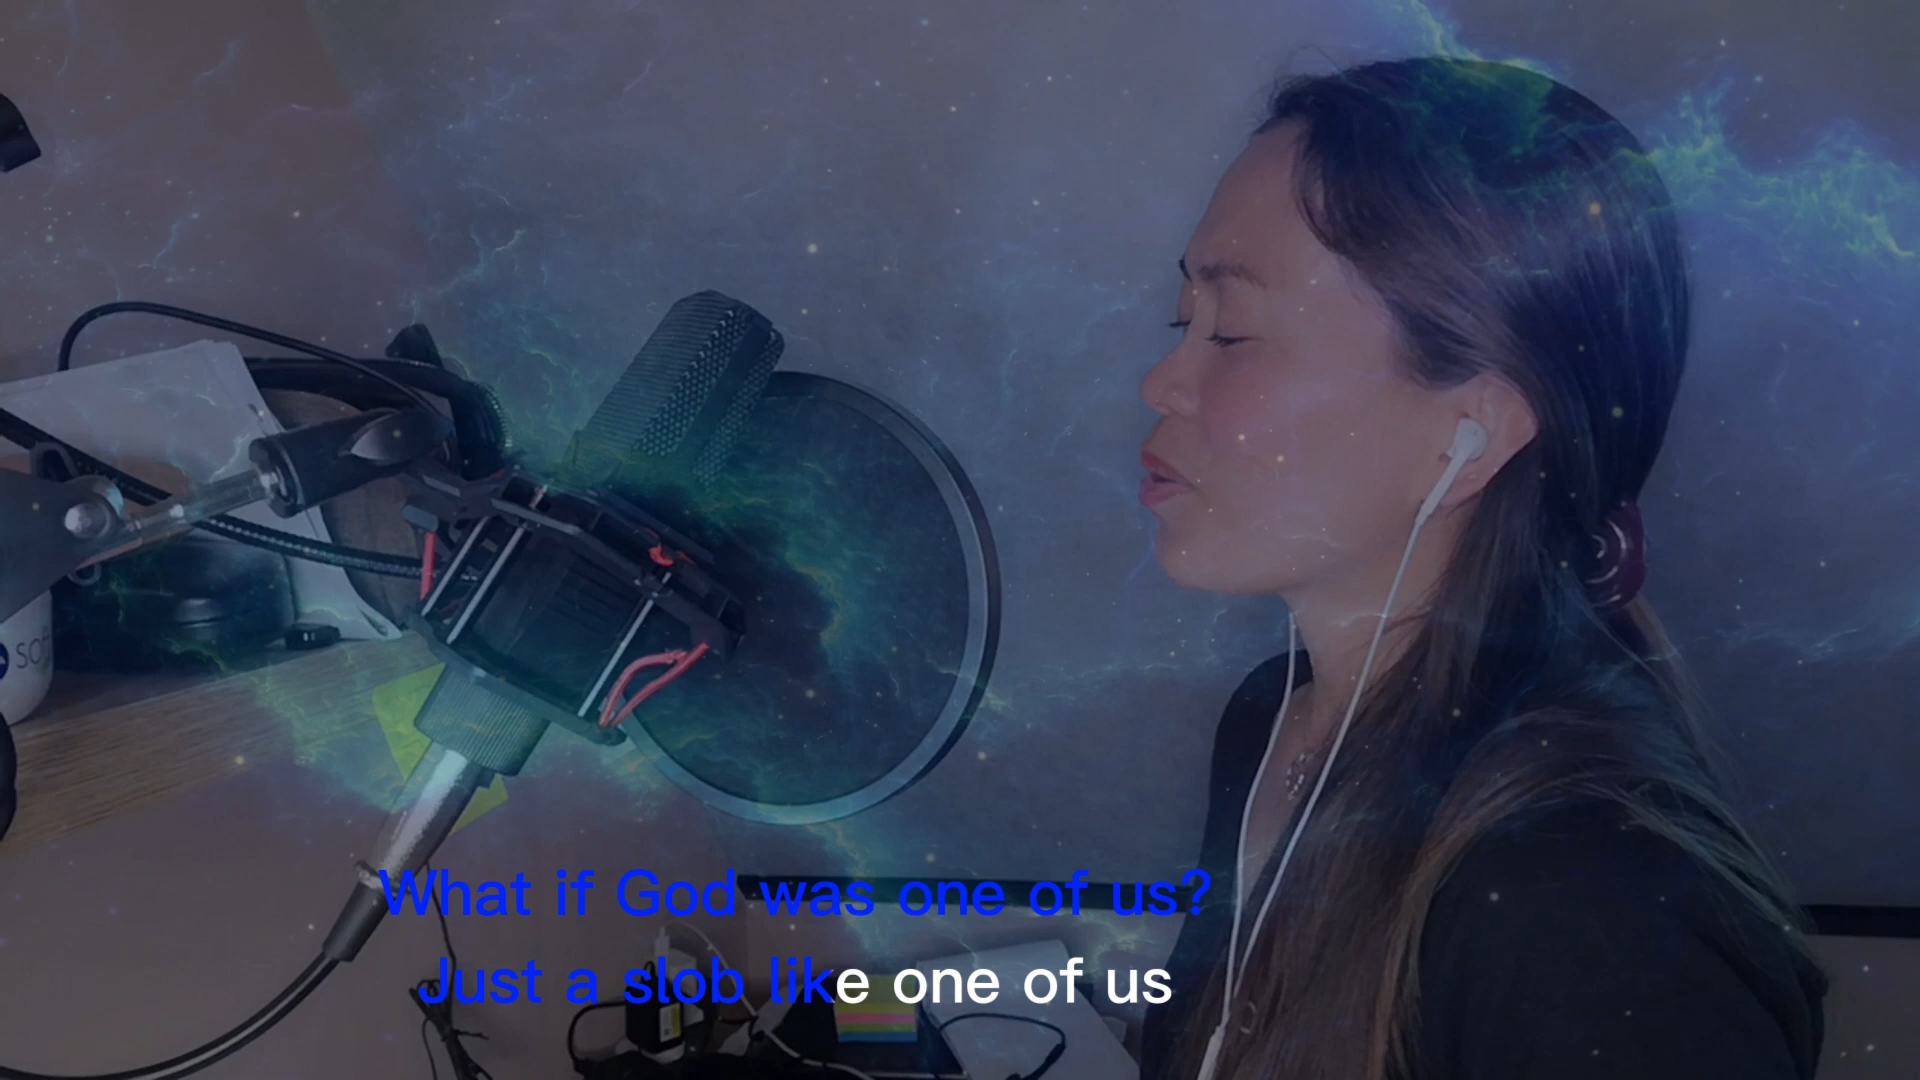 What if God was one of us?
Just a slob like one of us